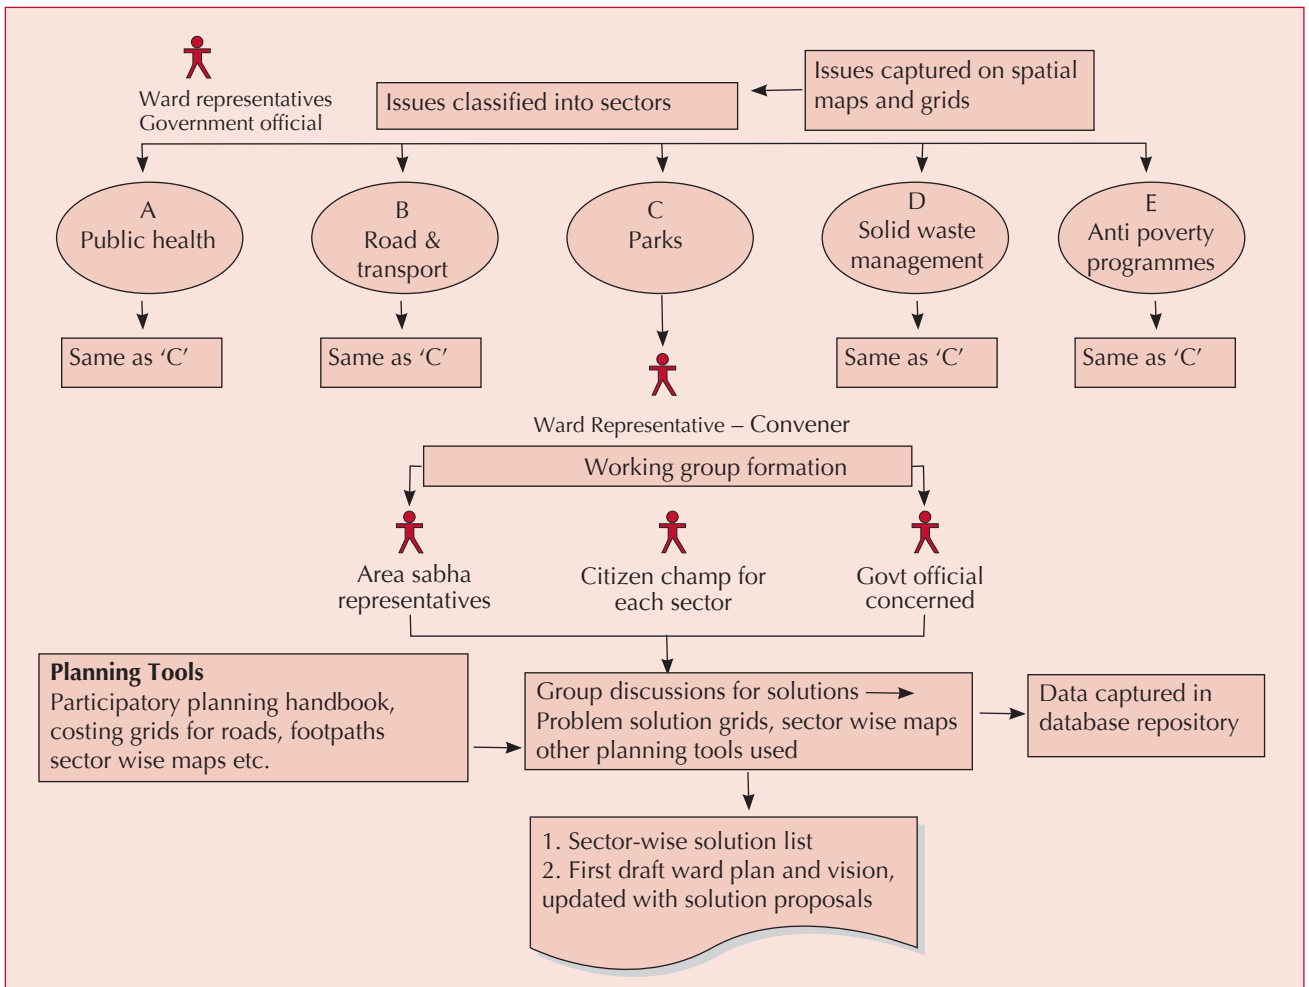 Ward representatives
Government official
Issues classified into sectors
Issues captured on spatial
maps and grids
A
Public health
B
Road &
transport
C
Parks
D
Solid waste
management
E
Anti poverty
programmes
Same as ‘C’
Same as ‘C’
Same as ‘C’
Same as ‘C’
Ward Representative – Convener
Working group formation
Area sabha
representatives
Citizen champ for
each sector
Govt official
concerned
Planning Tools
Participatory planning handbook,
costing grids for roads, footpaths
sector wise maps etc.
Group discussions for solutions
Problem solution grids, sector wise maps
other planning tools used
Data captured in
database repository
1. Sector-wise solution list
2. First draft ward plan and vision,
updated with solution proposals